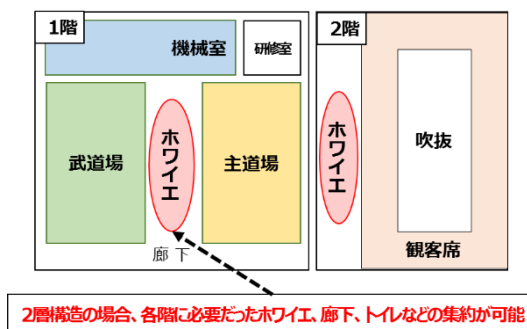 1階
機械室
研修室
武道場
ホワイエ
主道場
廊下
2階
ホワイエ
吹抜
観客席
2層構造の場合、各階に必要だったホワイエ、廊下、トイレなどの集約が可能